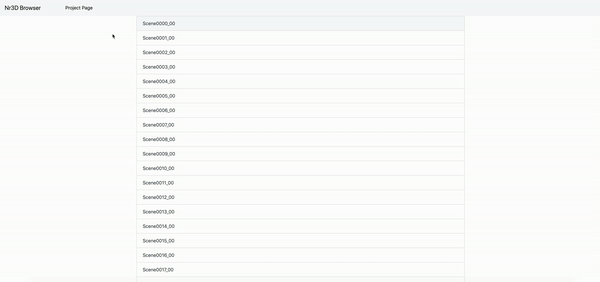 Nr3D Browser Project Page
Scene0000_00
Scene0001_00
Scene0002_00
Scene0003_00
Scene0004_00
Scene0005_00
Scene0006_00
Scene0007_00
Scene0008_00
Scene0009_00
Scene0010_00
Scene0011_00
Scene0012_00
Scene0013_00
Scene0014_00
Scene0015_00
Scene0016_00
Scene0017_00